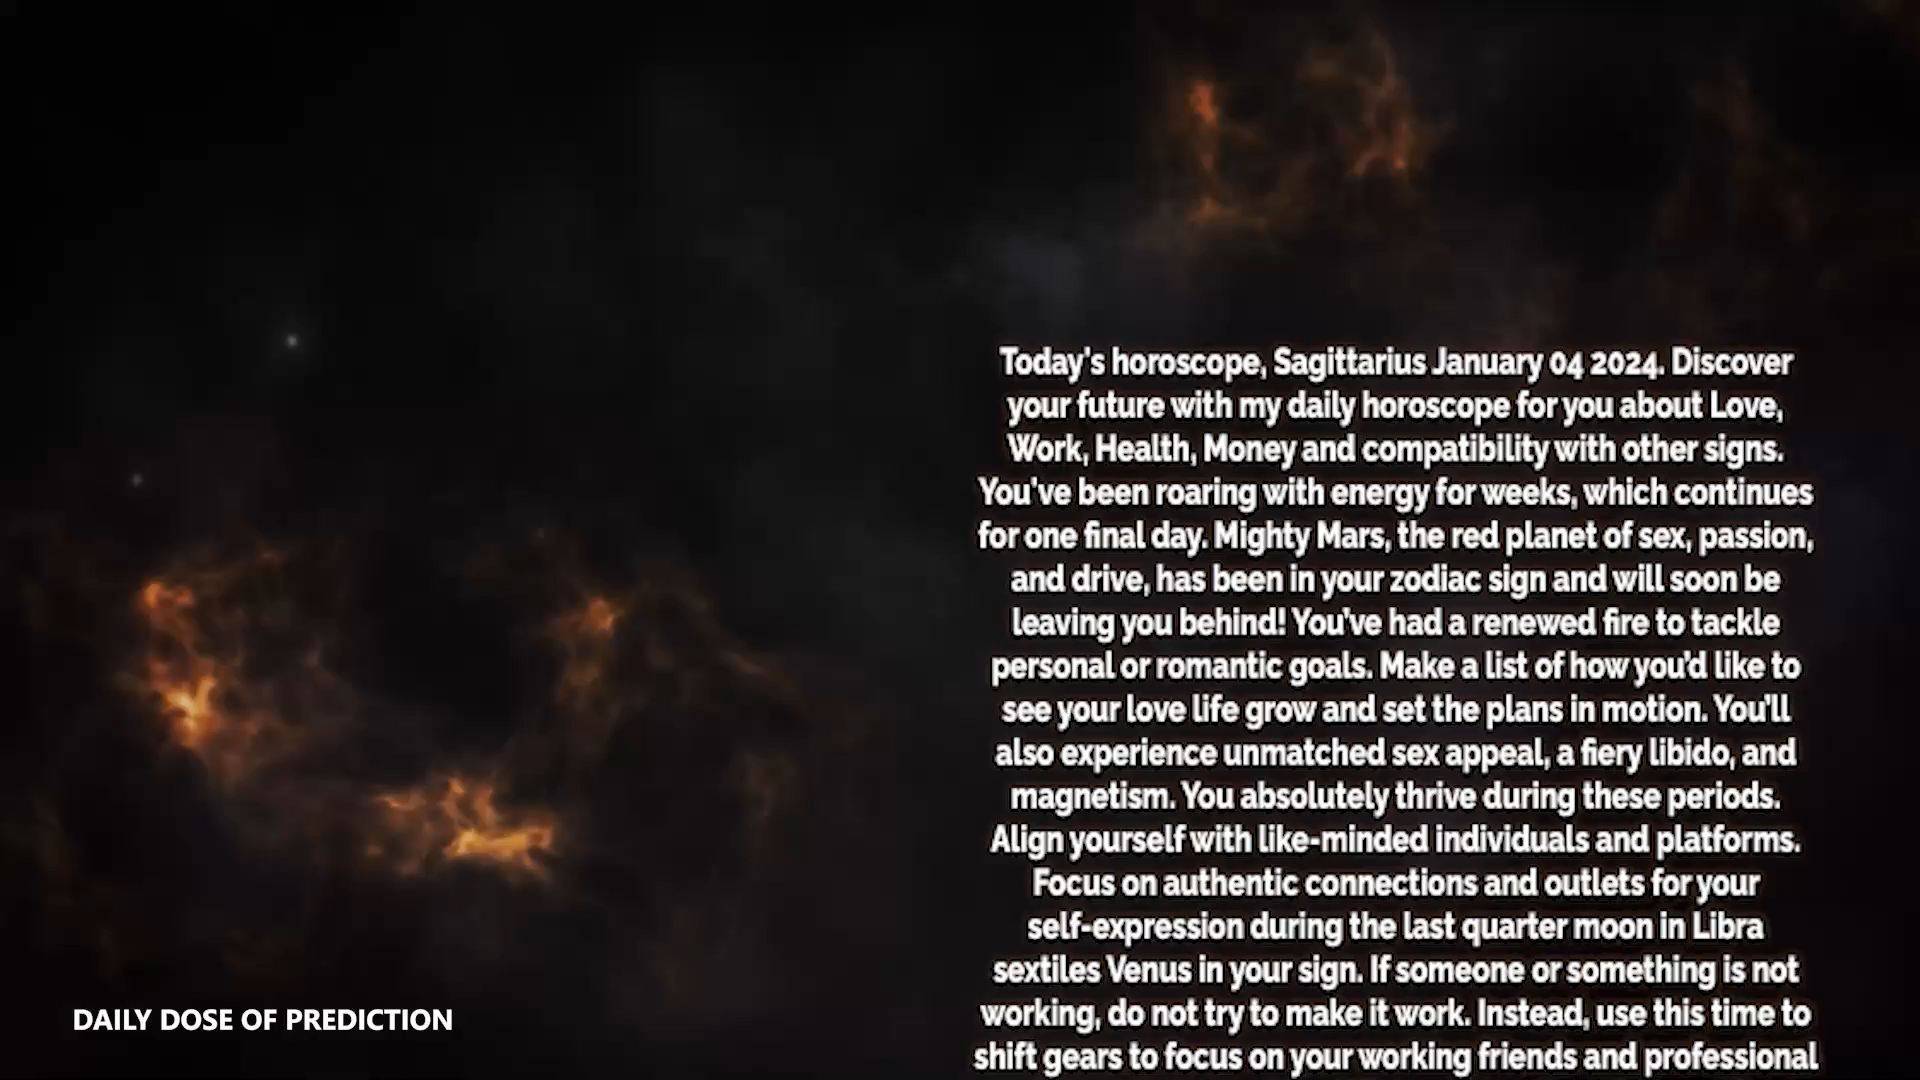 Today's horoscope, Sagittarius January 04 2024. Discover
your future with my daily horoscope for you about Love,
Work, Health, Money and compatibility with other signs.
You've been roaring with energy for weeks, which continues
for one final day. Mighty Mars, the red planet of sex, passion,
and drive, has been in your zodiac sign and will soon be
leaving you behind! You've had a renewed fire to tackle
personal or romantic goals. Make a list of how you'd like to
see your love life grow and set the plans in motion. You'll
also experience unmatched sex appeal, a fiery libido, and
magnetism. You absolutely thrive during these periods.
Align yourself with like-minded individuals and platforms.
Focus on authentic connections and outlets for your
self-expression during the last quarter moon in Libra
sextiles Venus in your sign. If someone or something is not
working, do not try to make it work. Instead, use this time to
shift gears to focus on your working friends and professional
DAILY DOSE OF PREDICTION